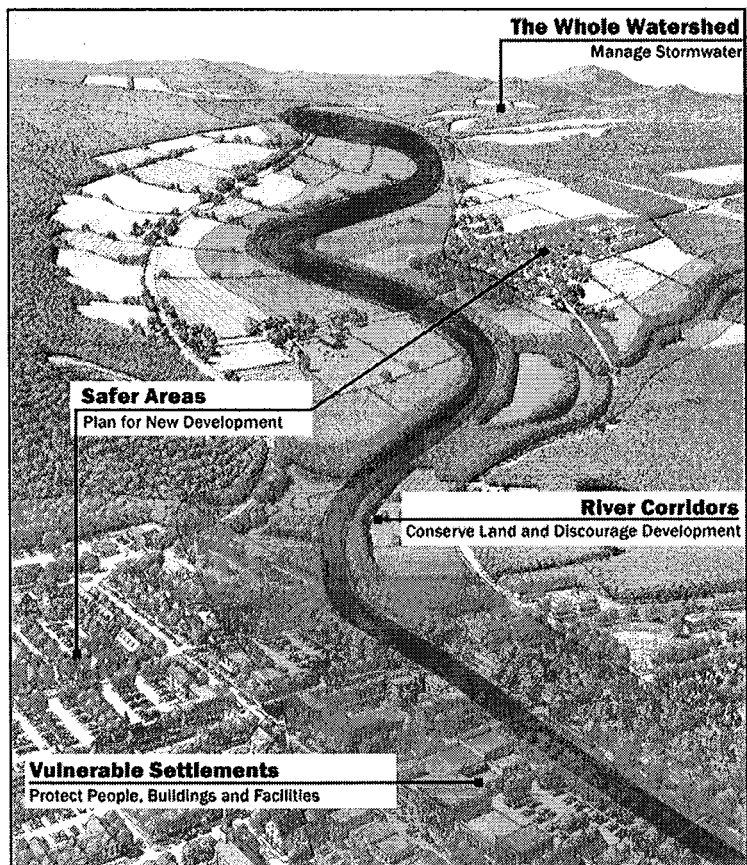 The Whole Watershed
Manage Stormwater
Safer Areas
Plan for New Development
River Corridors
Conserve Land and Discourage Development
Vulnerable Settlements
Protect People, Buildings and Facilities